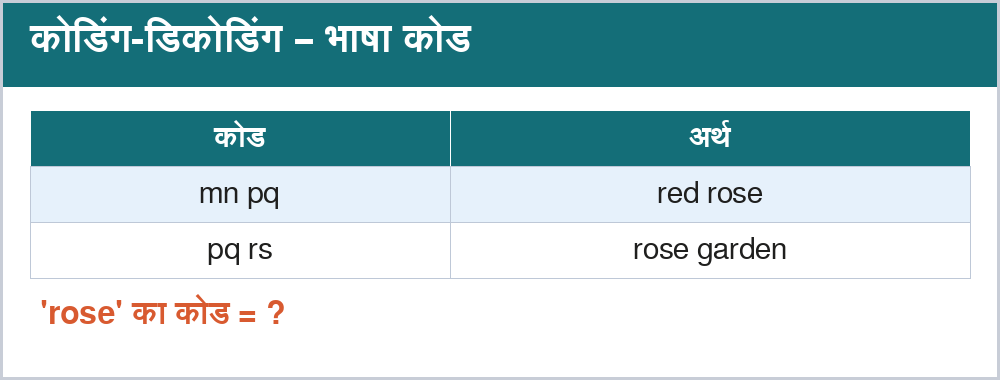 कोडिंग-डिकोडिंग – भाषा कोड
कोड अर्थ
mn pq red rose
pq rs rose garden
'rose' का कोड = ?